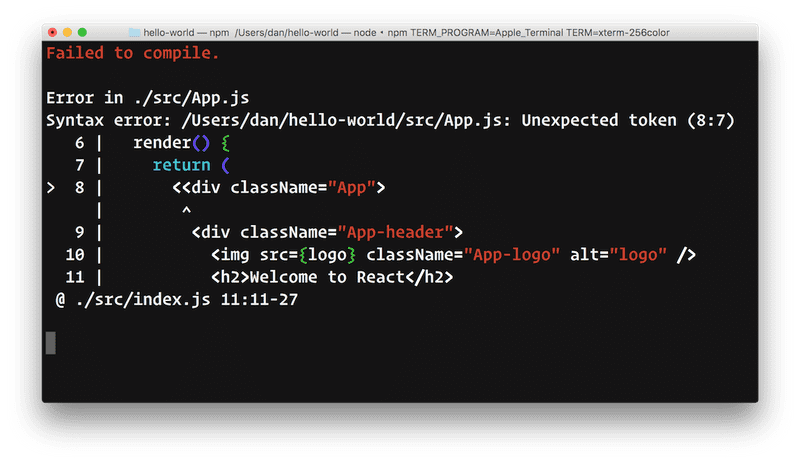 hello-world — npm /Users/dan/hello-world — node • npm TERM_PROGRAM=Apple_Terminal TERM=xterm-256color
Failed to compile.
Error in ./src/App.js
Syntax error: /Users/dan/hello-world/src/App.js: Unexpected token (8:7)
6 | render() {
7 | return (
> 8 | <<div className="App">
| ^
9 | <div className="App-header">
10 | <img src={logo} className="App-logo" alt="logo" />
11 | <h2>Welcome to React</h2>
@ ./src/index.js 11:11-27